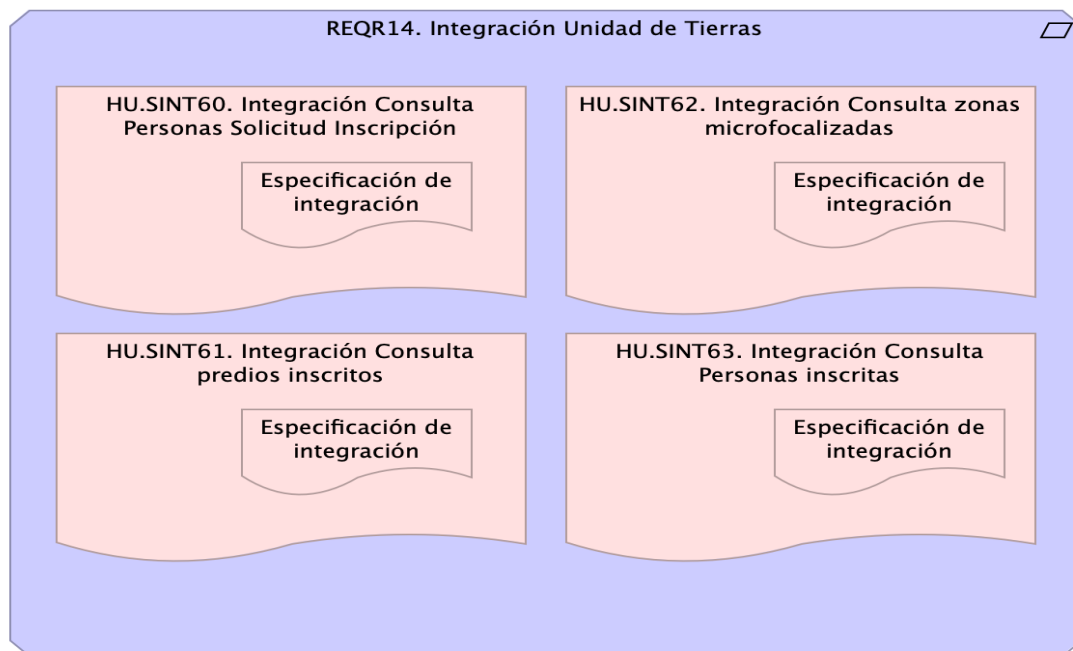 REQR14. Integración Unidad de Tierras
HU.SINT60. Integración Consulta
Personas Solicitud Inscripción
Especificación de
integración
HU.SINT62. Integración Consulta zonas
microfocalizadas
Especificación de
integración
HU.SINT61. Integración Consulta
predios inscritos
Especificación de
integración
HU.SINT63. Integración Consulta
Personas inscritas
Especificación de
integración